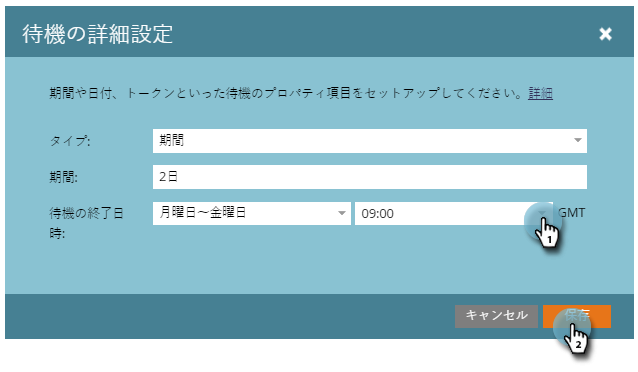 待機の詳細設定
期間や日付、トークンといった待機のプロパティ項目をセットアップしてください。詳細
タイプ: 期間
期間: 2日
待機の終了日時: 月曜日～金曜日 09:00 GMT
1
キャンセル 保存
2